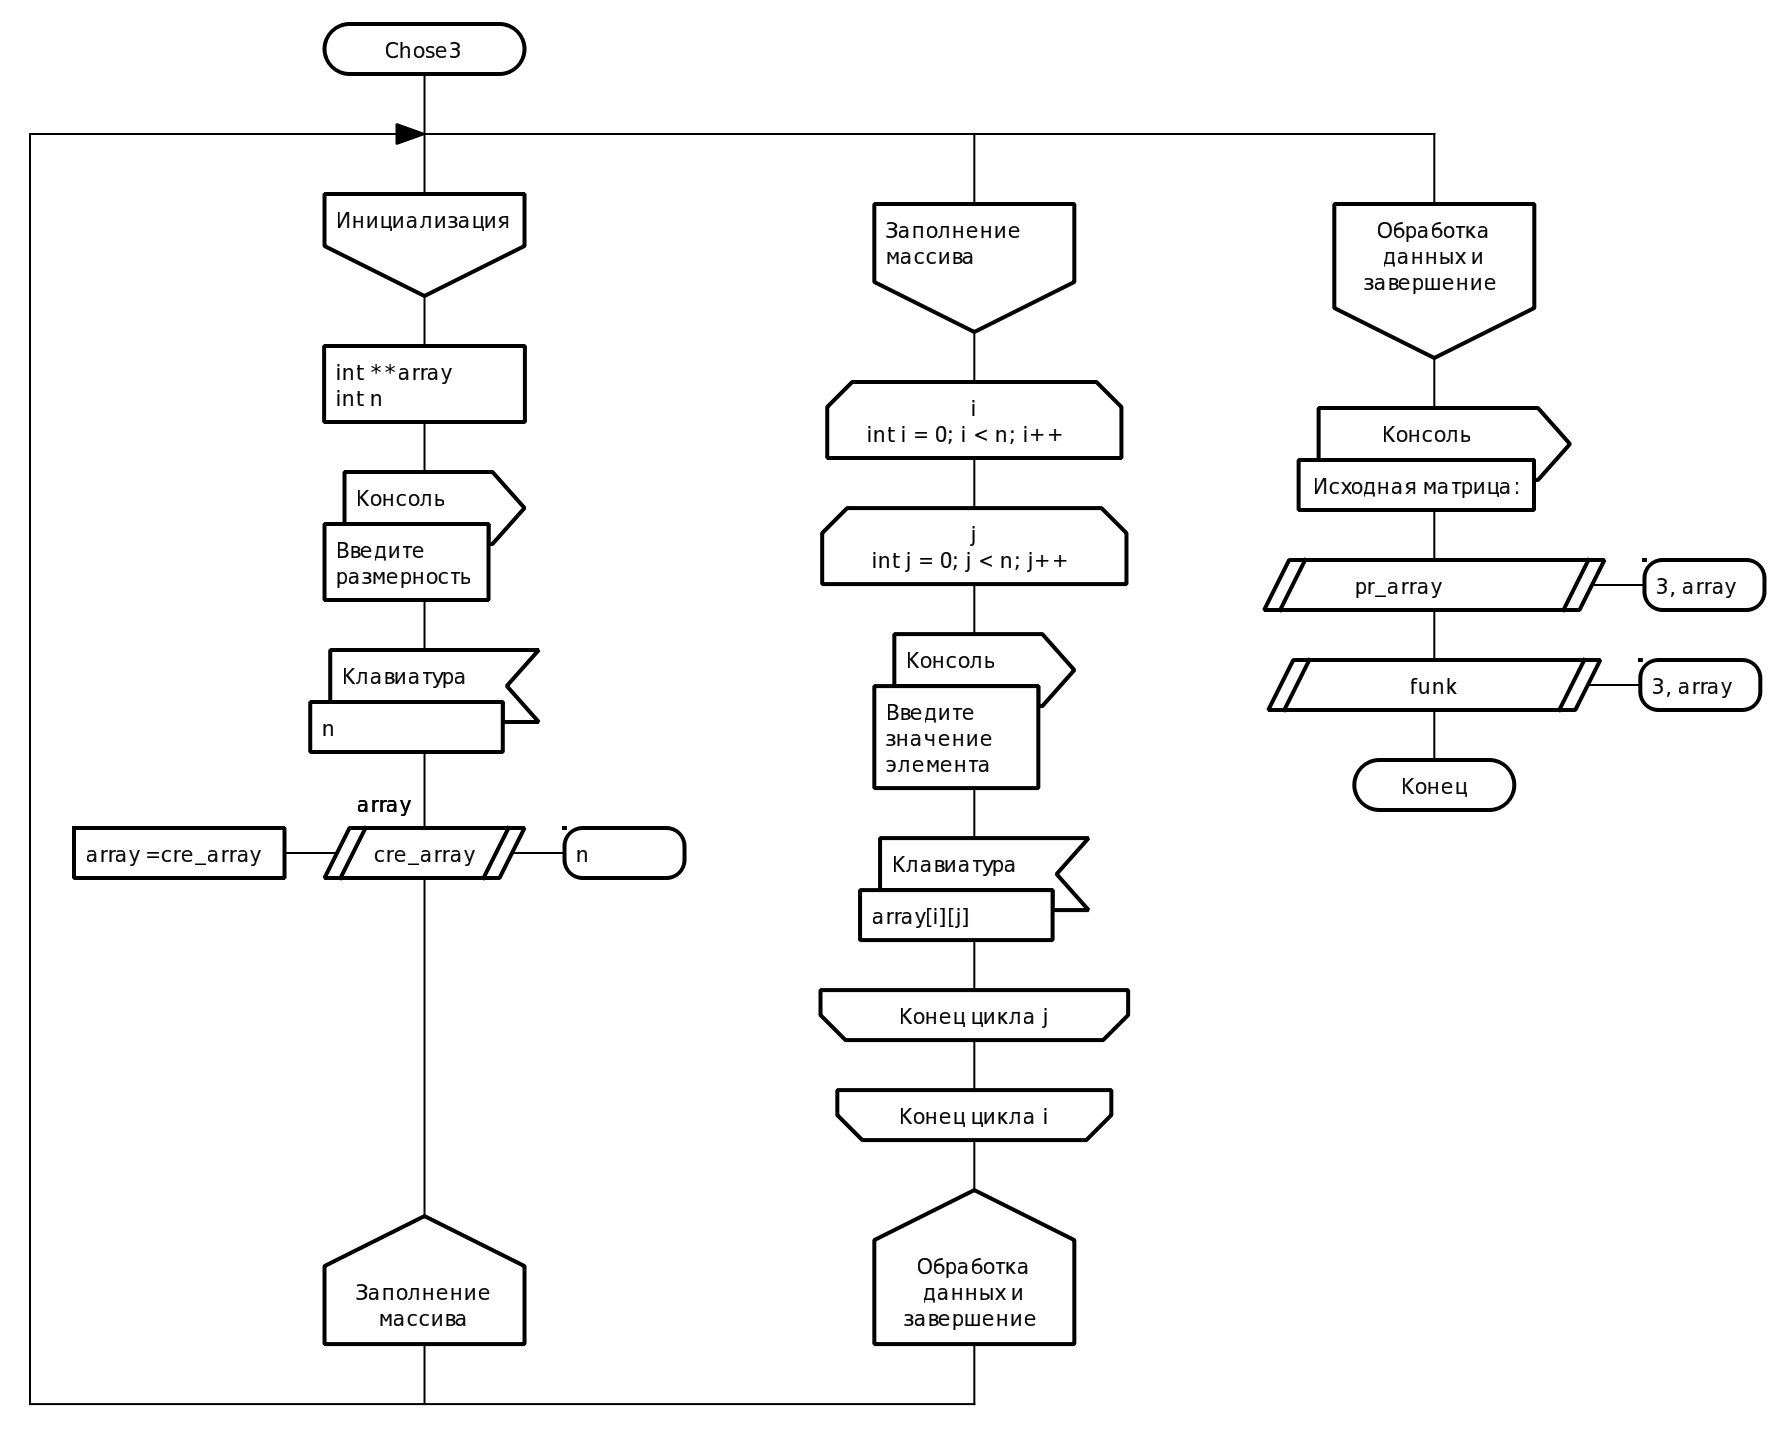 Chose3
Инициализация
int **array
int n
Консоль
Введите
размерность
Клавиатура
n
array
array =cre_array
cre_array
n
Заполнение
массива
Заполнение
массива
i
int i = 0; i < n; i++
j
int j = 0; j < n; j++
Консоль
Введите
значение
элемента
Клавиатура
array[i][j]
Конец цикла j
Конец цикла i
Обработка
данных и
завершение
Обработка
данных и
завершение
Консоль
Исходная матрица:
pr_array
3, array
funk
3, array
Конец